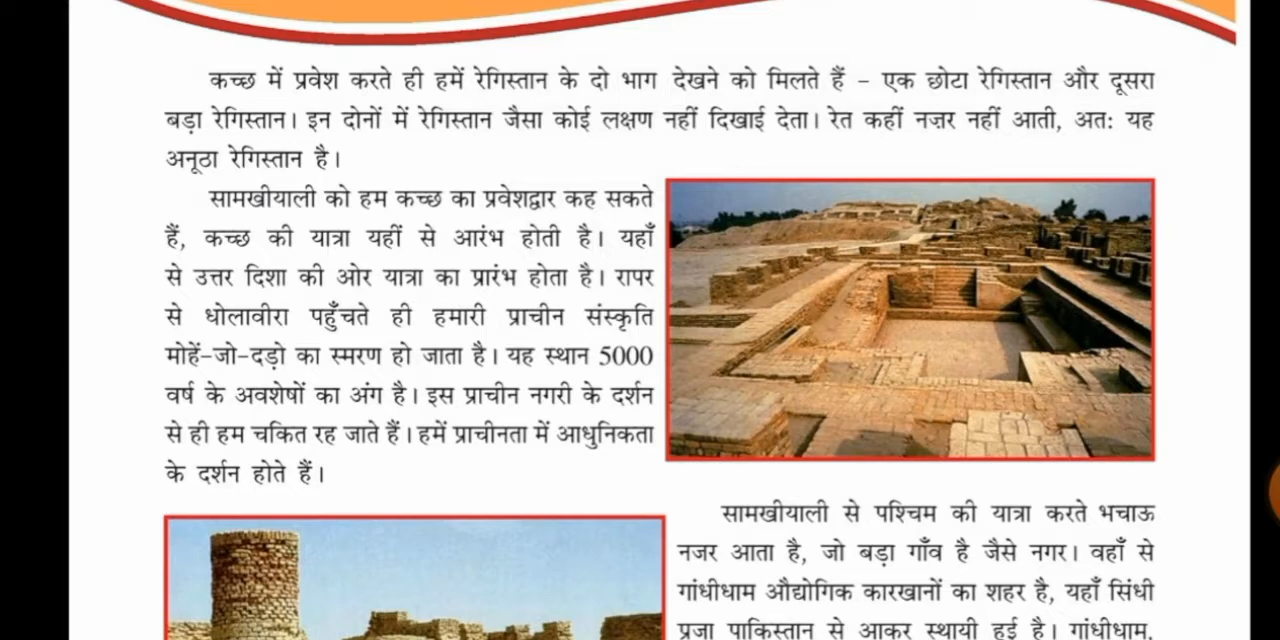 कच्छ में प्रवेश करते ही हमें रेगिस्तान के दो भाग देखने को मिलते हैं - एक छोटा रेगिस्तान और दूसरा
बड़ा रेगिस्तान। इन दोनों में रेगिस्तान जैसा कोई लक्षण नहीं दिखाई देता। रेत कहीं नज़र नहीं आती, अतः यह
अनूठा रेगिस्तान है।
सामखीयाली को हम कच्छ का प्रवेशद्वार कह सकते
हैं, कच्छ की यात्रा यहीं से आरंभ होती है। यहाँ
से उत्तर दिशा की ओर यात्रा का प्रारंभ होता है। रापर
से धोलावीरा पहुँचते ही हमारी प्राचीन संस्कृति
मोहें-जो-दड़ो का स्मरण हो जाता है। यह स्थान 5000
वर्ष के अवशेषों का अंग है। इस प्राचीन नगरी के दर्शन
से ही हम चकित रह जाते हैं। हमें प्राचीनता में आधुनिकता
के दर्शन होते हैं।
सामखीयाली से पश्चिम की यात्रा करते भचाऊ
नजर आता है, जो बड़ा गाँव है जैसे नगर। वहाँ से
गांधीधाम औद्योगिक कारखानों का शहर है, यहाँ सिंधी
प्रजा पाकिस्तान से आकर स्थायी हुई है। गांधीधाम,